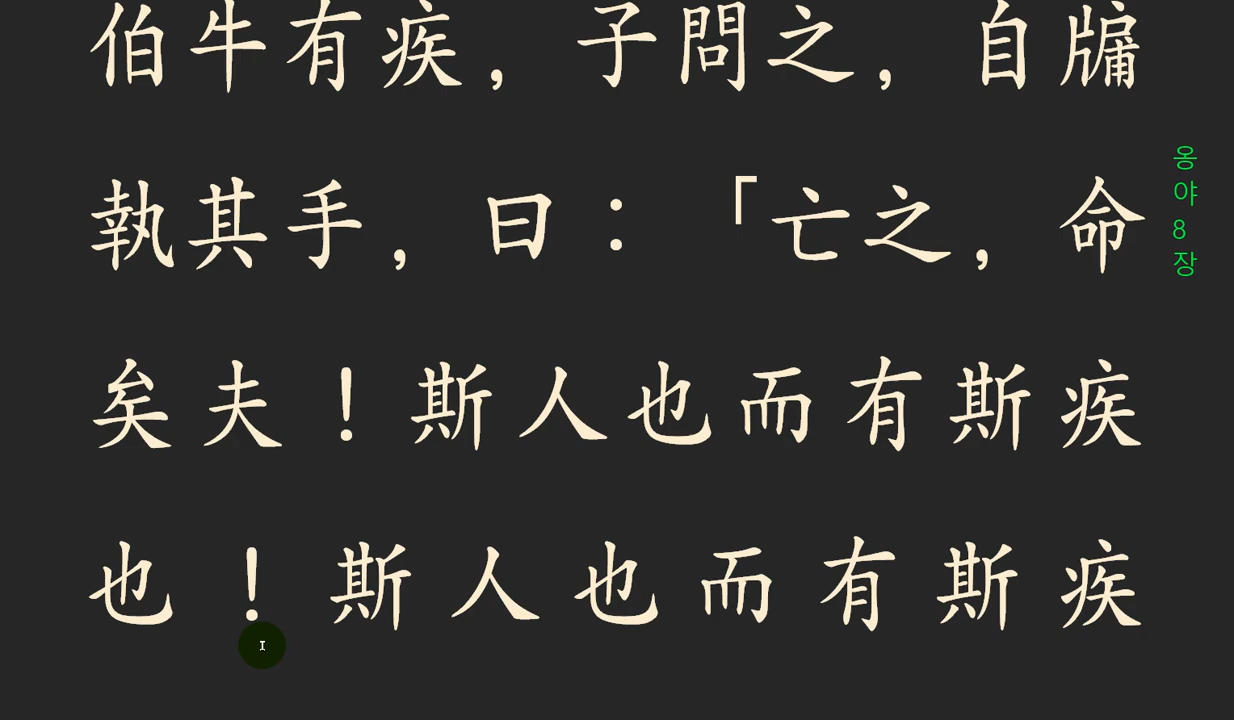 伯牛有疾，子問之，自牖
執其手，曰：「亡之，命
矣夫！斯人也而有斯疾
也！斯人也而有斯疾
옹야8장